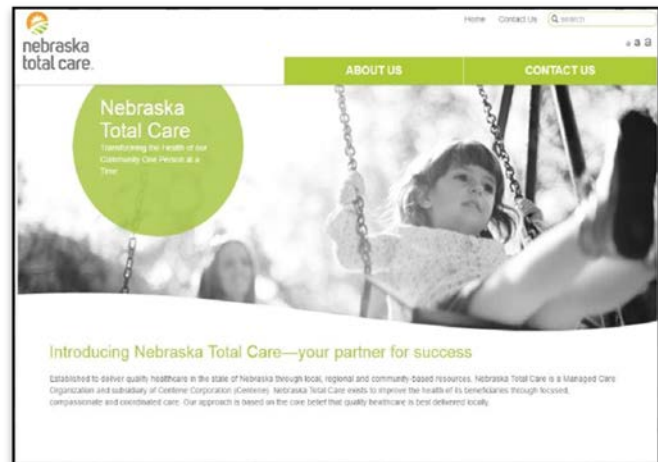 nebraska
total care.
Home Contact Us search
a a a
ABOUT US CONTACT US
Nebraska
Total Care
Transforming the Health of our
Community One Person at a
Time
Introducing Nebraska Total Care—your partner for success
Established to deliver quality healthcare in the state of Nebraska through local, regional and community-based resources, Nebraska Total Care is a Managed Care
Organization and subsidiary of Centene Corporation (Centene). Nebraska Total Care exists to improve the health of its beneficiaries through focused,
compassionate and coordinated care. Our approach is based on the core belief that quality healthcare is best delivered locally.